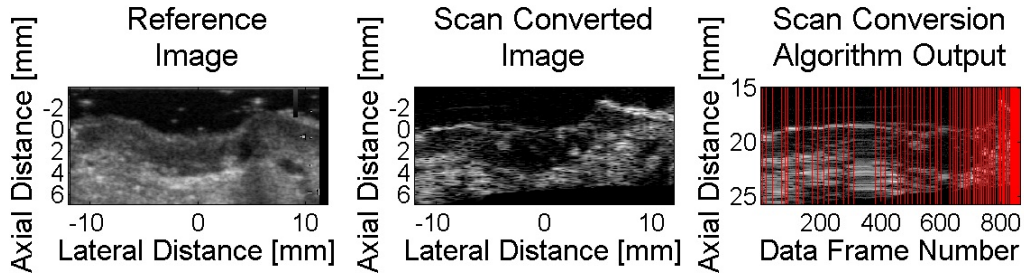 Reference
Image
Axial Distance [mm]
-2
0
2
4
6
-10
0
10
Lateral Distance [mm]
Scan Converted
Image
Axial Distance [mm]
-2
0
2
4
6
-10
0
10
Lateral Distance [mm]
Scan Conversion
Algorithm Output
Axial Distance [mm]
15
20
25
200 400 600 800
Data Frame Number